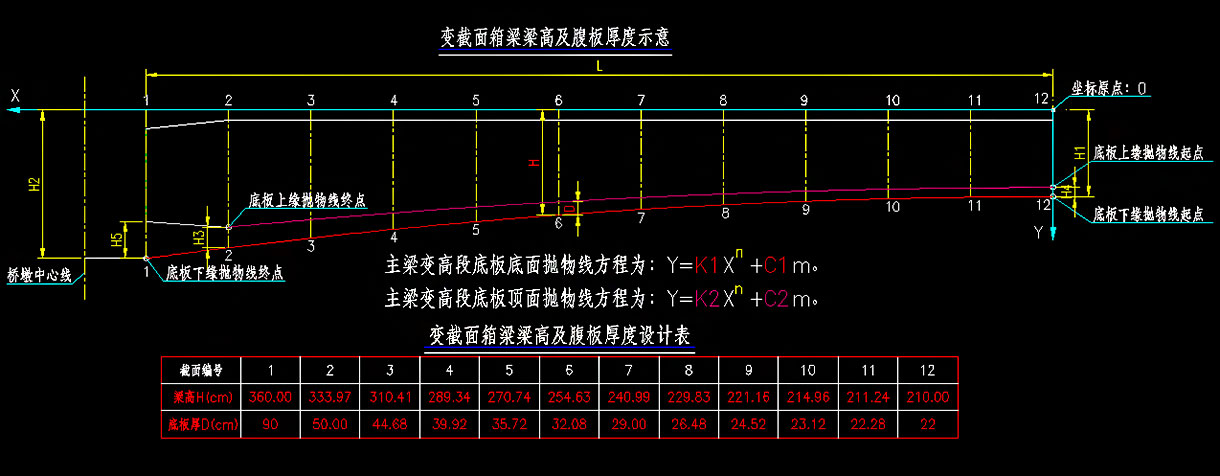 变截面箱梁梁高及腹板厚度示意
L
X
1 2 3 4 5 6 7 8 9 10 11 12
坐标原点：0
H2
H
H1
底板上缘抛物线起点
H4
底板上缘抛物线终点
D
H5
H3
1 2 3 4 5 6 7 8 9 10 11 12
底板下缘抛物线起点
Y
桥墩中心线
底板下缘抛物线终点
主梁变高段底板底面抛物线方程为：Y=K1Xⁿ+C1m。
主梁变高段底板顶面抛物线方程为：Y=K2Xⁿ+C2m。
变截面箱梁梁高及腹板厚度设计表
截面编号 1 2 3 4 5 6 7 8 9 10 11 12
梁高H(cm) 360.00 333.97 310.41 289.34 270.74 254.63 240.99 229.83 221.16 214.96 211.24 210.00
底板厚D(cm) 90 50.00 44.68 39.92 35.72 32.08 29.00 26.48 24.52 23.12 22.28 22